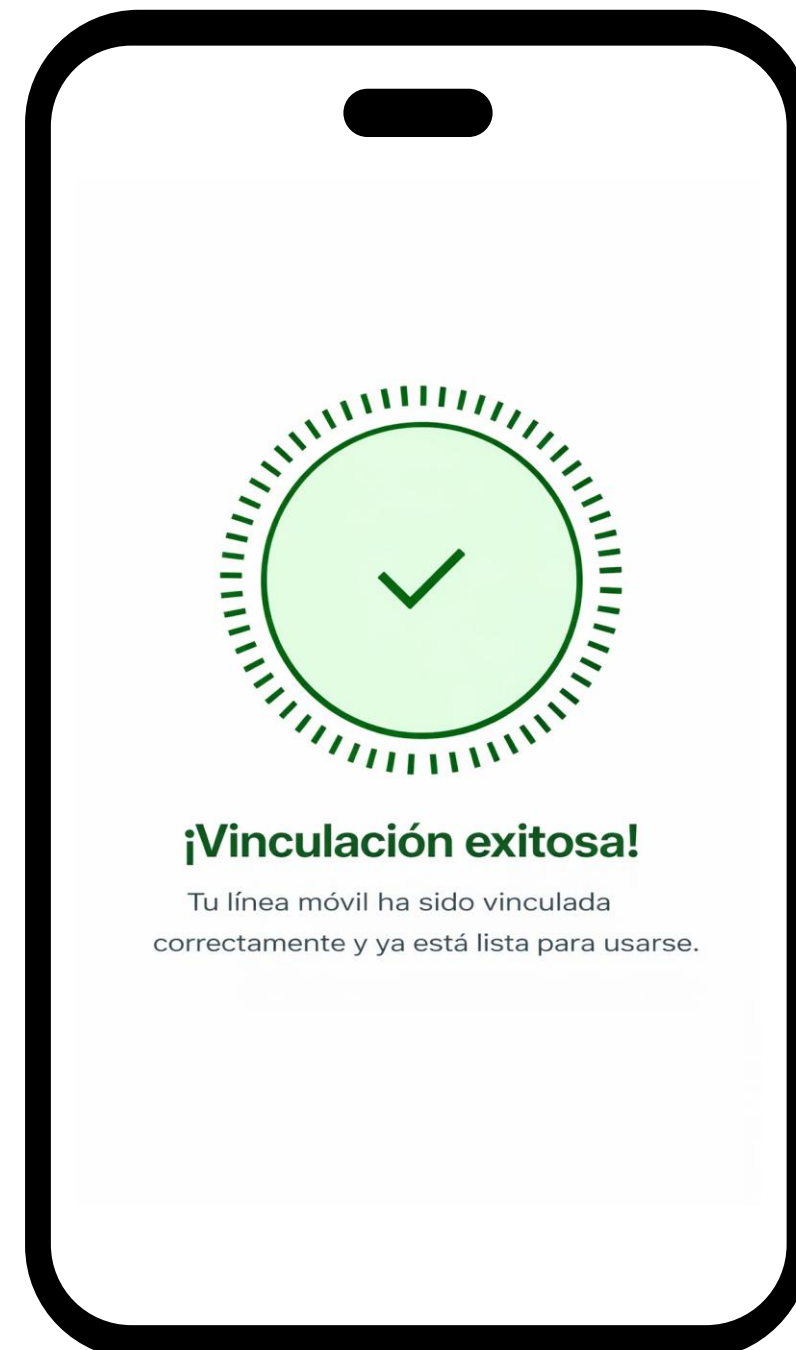 ¡Vinculación exitosa!
Tu línea móvil ha sido vinculada
correctamente y ya está lista para usarse.